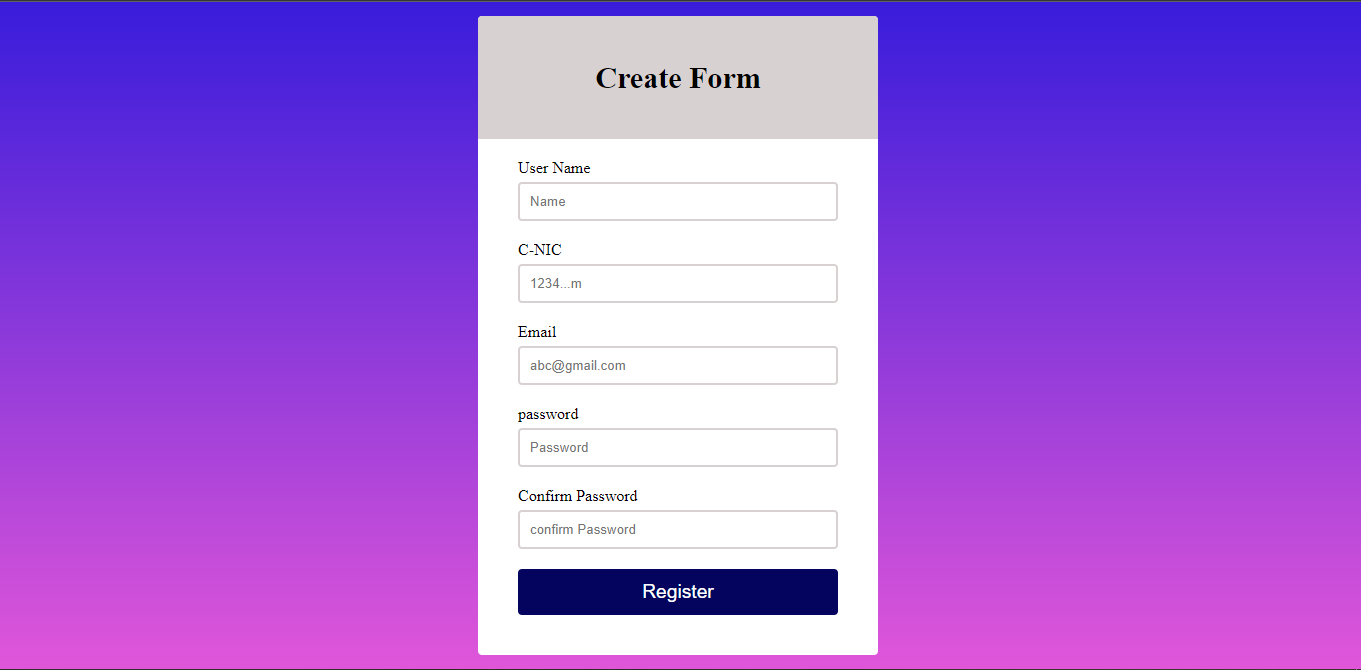 Create Form
User Name
Name
C-NIC
1234...m
Email
abc@gmail.com
password
Password
Confirm Password
confirm Password
Register